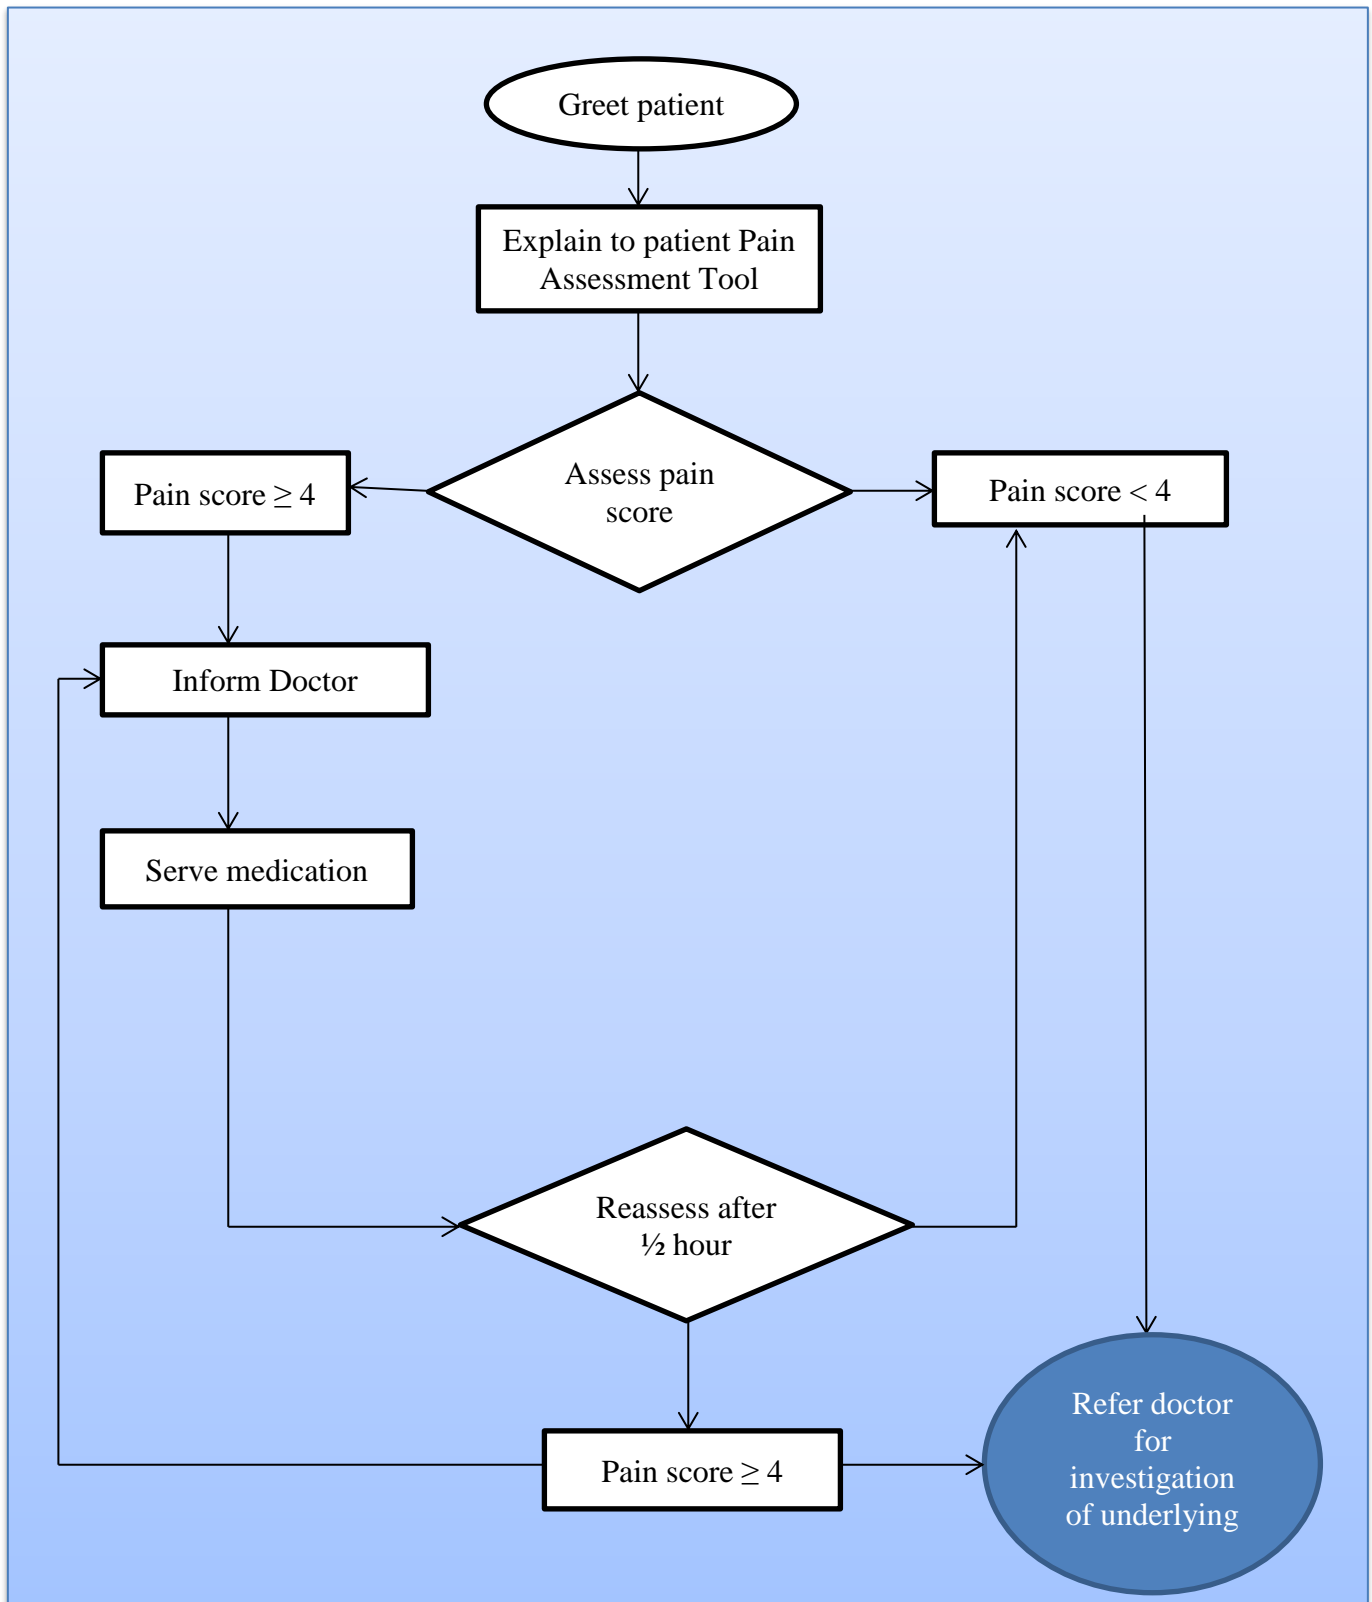 Greet patient
Explain to patient Pain
Assessment Tool
Assess pain
score
Pain score ≥ 4
Pain score < 4
Inform Doctor
Serve medication
Reassess after
½ hour
Pain score ≥ 4
Refer doctor
for
investigation
of underlying